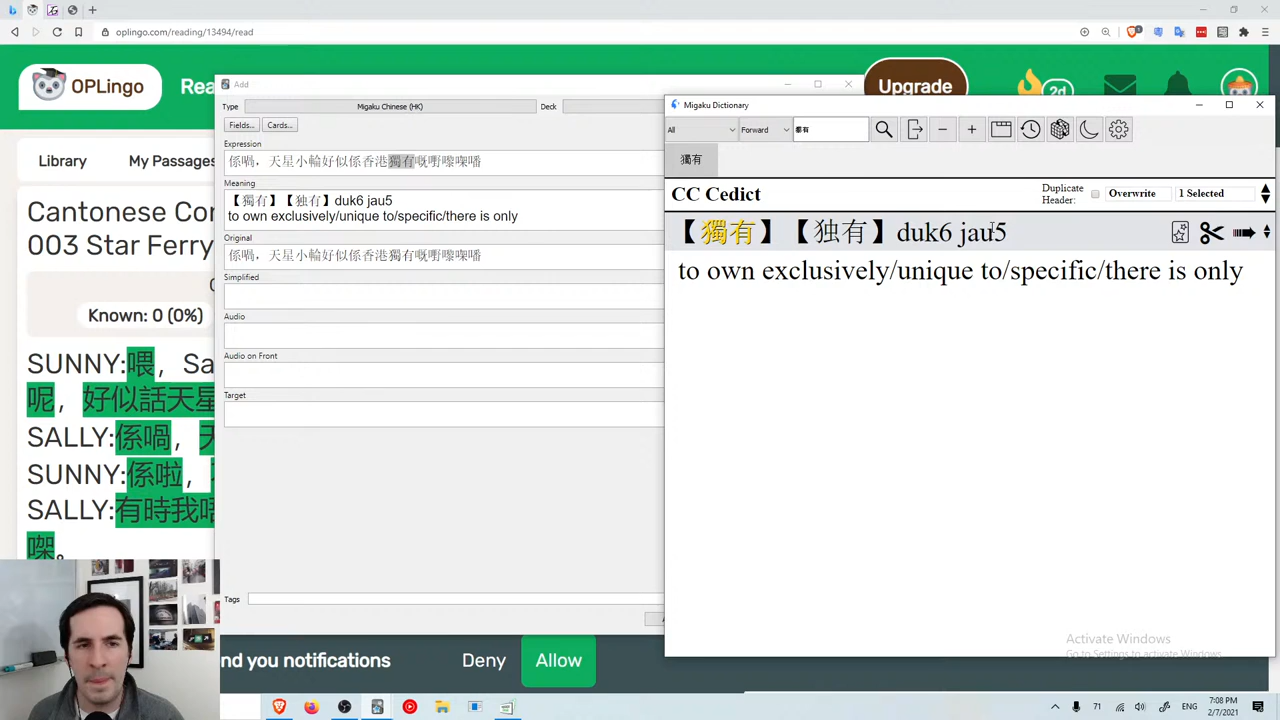 oplingo.com/reading/13494/read
OPLingo
Rea
Upgrade
2d
Add
Type
Migaku Chinese (HK)
Deck
Fields...
Cards...
Expression
係喎，天星小輪好似係香港獨有嘅嘢嚟㗎噃
Meaning
【獨有】【独有】duk6 jau5
to own exclusively/unique to/specific/there is only
Original
係喎，天星小輪好似係香港獨有嘅嘢嚟㗎噃
Simplified
Audio
Audio on Front
Target
Tags
Migaku Dictionary
All
Forward
獨有
獨有
CC Cedict
Duplicate
Header:
Overwrite
1 Selected
【獨有】【独有】duk6 jau5
to own exclusively/unique to/specific/there is only
Library
My Passages
Cantonese Con
003 Star Ferry
Known: 0 (0%)
SUNNY:喂，Sa
呢，好似話天星
SALLY:係喎，天
SUNNY:係啦，
SALLY:有時我唔
㗎。
nd you notifications
Deny
Allow
Activate Windows
Go to Settings to activate Windows.
71
ENG
7:08 PM
2/7/2021